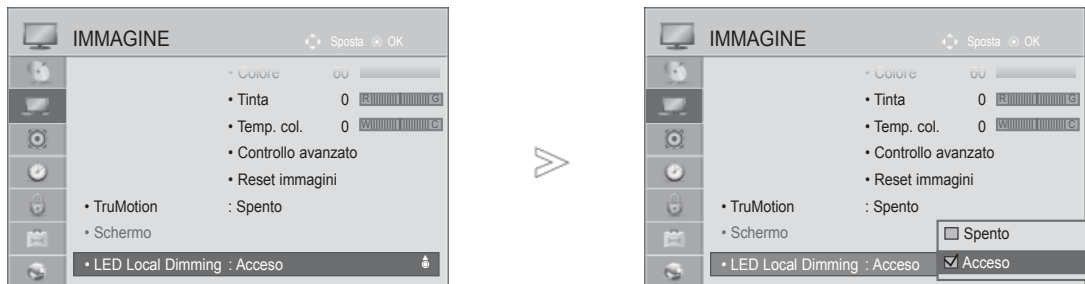 IMMAGINE Sposta OK
• Colore 60
• Tinta 0 R G
• Temp. col. 0 W C
• Controllo avanzato
• Reset immagini
• TruMotion : Spento
• Schermo
• LED Local Dimming : Acceso
IMMAGINE Sposta OK
• Colore 60
• Tinta 0 R G
• Temp. col. 0 W C
• Controllo avanzato
• Reset immagini
• TruMotion : Spento
• Schermo
• LED Local Dimming : Acceso
Spento
Acceso